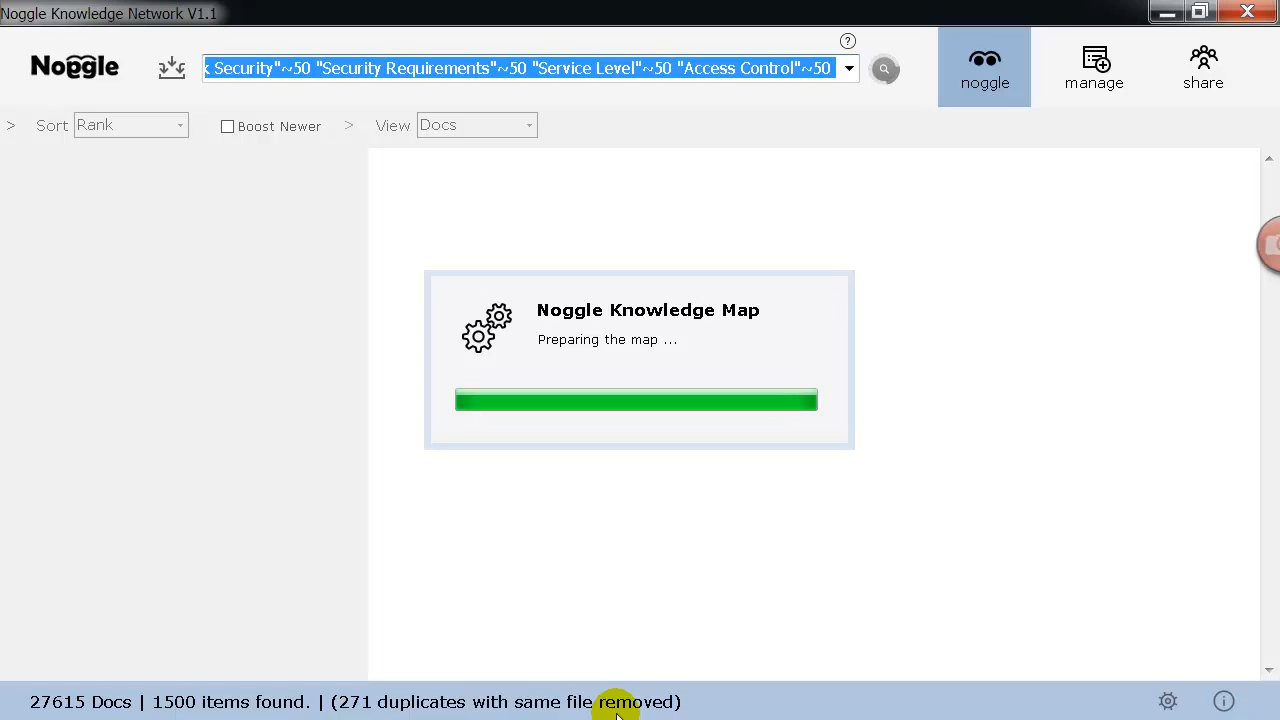 Noggle Knowledge Network V1.1
Noggle
Security"~50 "Security Requirements"~50 "Service Level"~50 "Access Control"~50
?
noggle
manage
share
> Sort Rank Boost Newer > View Docs
Noggle Knowledge Map
Preparing the map ...
27615 Docs | 1500 items found. | (271 duplicates with same file removed)